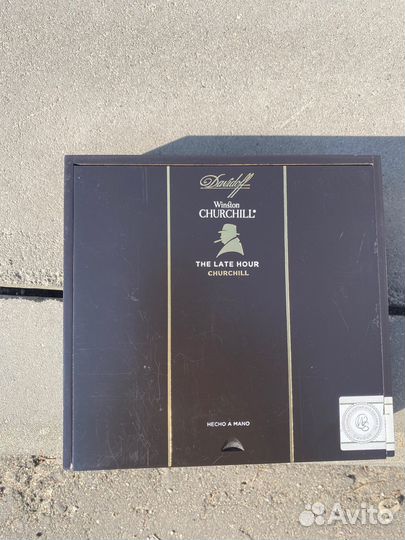 Davidoff
Winston
CHURCHILL®
THE LATE HOUR
CHURCHILL
HECHO A MANO
Avito